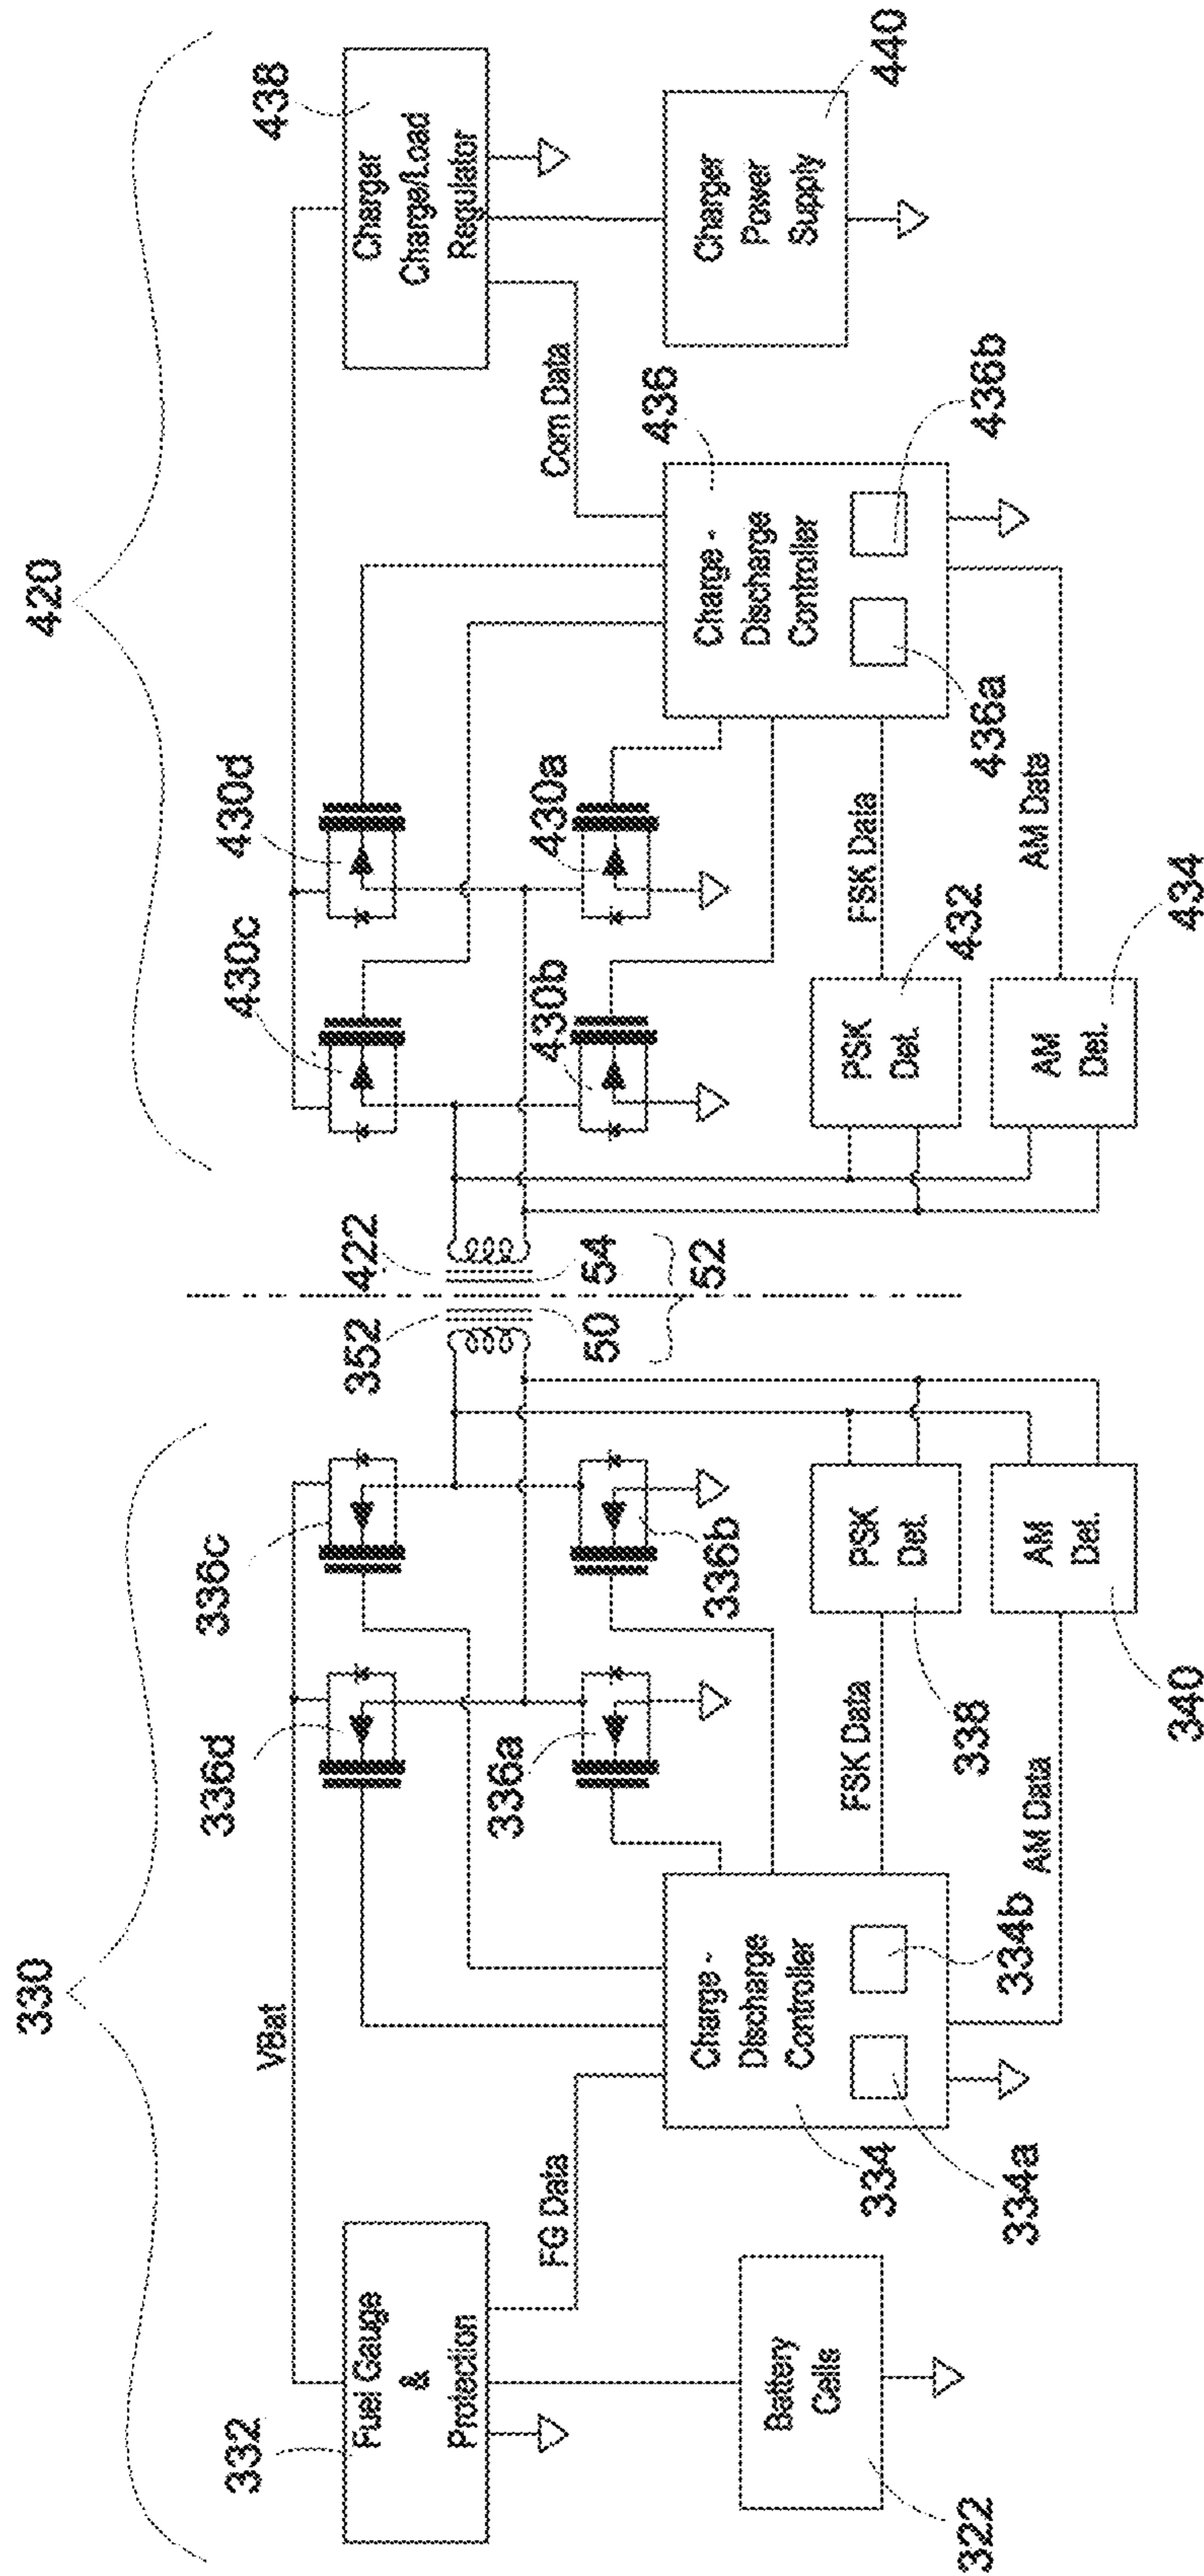 330
420
VBat
332
Fuel Gauge
&
Protection
336d
336c
352
422
430c
430d
438
Charger
Charge/Load
Regulator
FG Data
336a
336b
50
54
52
430b
430a
Com Data
322
Battery
Cells
334
Charge -
Discharge
Controller
334a
334b
FSK Data
338
PSK
Det.
AM Data
340
AM
Det.
PSK
Det.
432
FSK Data
AM
Det.
434
AM Data
436
Charge -
Discharge
Controller
436a
436b
Charger
Power
Supply
440